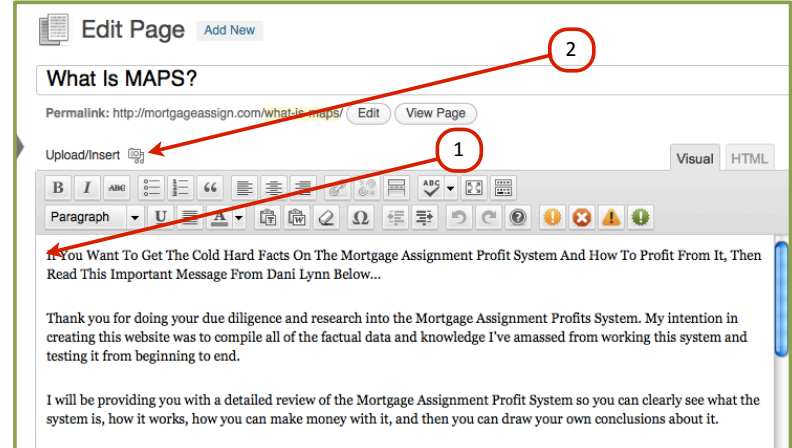 Edit Page Add New
2
What Is MAPS?
Permalink: http://mortgageassign.com/what-is-maps/ Edit View Page
1
Upload/Insert
Visual HTML
B I ABC 66 ABC
Paragraph U A T W Ω ?
If You Want To Get The Cold Hard Facts On The Mortgage Assignment Profit System And How To Profit From It, Then
Read This Important Message From Dani Lynn Below...
Thank you for doing your due diligence and research into the Mortgage Assignment Profits System. My intention in
creating this website was to compile all of the factual data and knowledge I've amassed from working this system and
testing it from beginning to end.
I will be providing you with a detailed review of the Mortgage Assignment Profit System so you can clearly see what the
system is, how it works, how you can make money with it, and then you can draw your own conclusions about it.